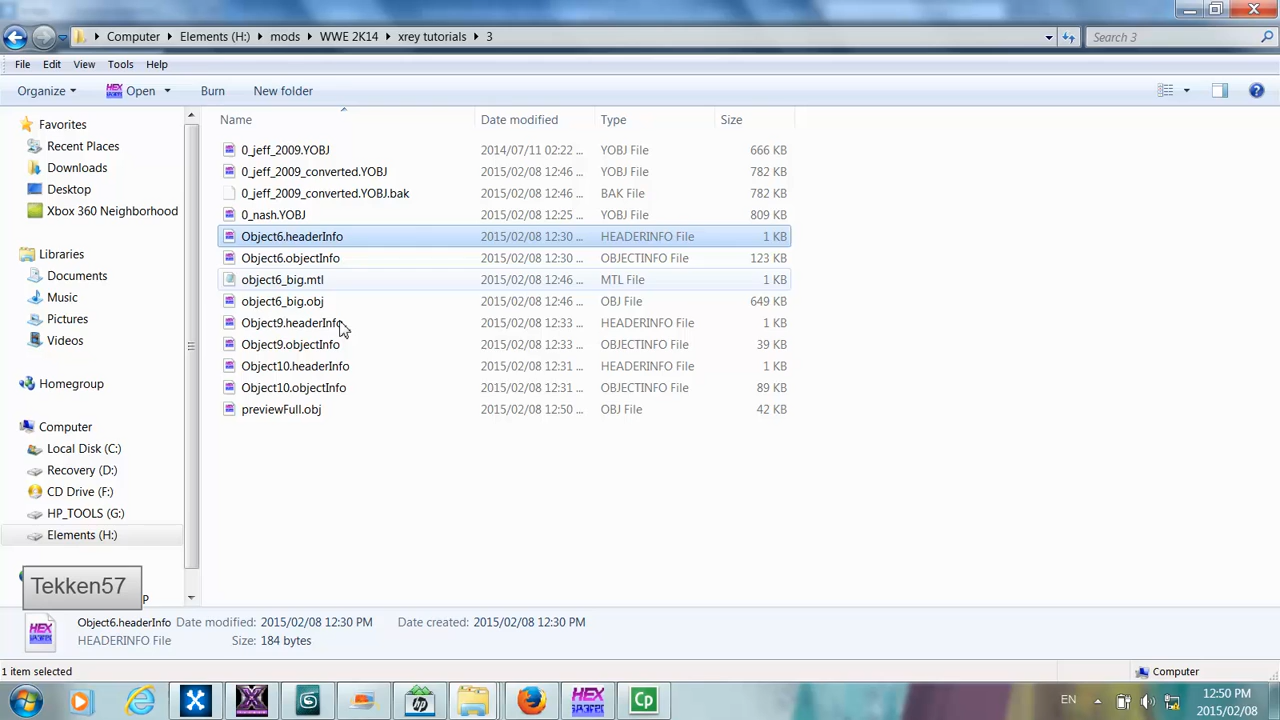 Computer Elements (H:) mods WWE 2K14 xrey tutorials 3 Search 3
File Edit View Tools Help
Organize HEX Open Burn New folder
Favorites
Recent Places
Downloads
Desktop
Xbox 360 Neighborhood
Libraries
Documents
Music
Pictures
Videos
Homegroup
Computer
Local Disk (C:)
Recovery (D:)
CD Drive (F:)
HP_TOOLS (G:)
Elements (H:)
Name Date modified Type Size
0_jeff_2009.YOBJ 2014/07/11 02:22 ... YOBJ File 666 KB
0_jeff_2009_converted.YOBJ 2015/02/08 12:46 ... YOBJ File 782 KB
0_jeff_2009_converted.YOBJ.bak 2015/02/08 12:46 ... BAK File 782 KB
0_nash.YOBJ 2015/02/08 12:25 ... YOBJ File 809 KB
Object6.headerInfo 2015/02/08 12:30 ... HEADERINFO File 1 KB
Object6.objectInfo 2015/02/08 12:30 ... OBJECTINFO File 123 KB
object6_big.mtl 2015/02/08 12:46 ... MTL File 1 KB
object6_big.obj 2015/02/08 12:46 ... OBJ File 649 KB
Object9.headerInfo 2015/02/08 12:33 ... HEADERINFO File 1 KB
Object9.objectInfo 2015/02/08 12:33 ... OBJECTINFO File 39 KB
Object10.headerInfo 2015/02/08 12:31 ... HEADERINFO File 1 KB
Object10.objectInfo 2015/02/08 12:31 ... OBJECTINFO File 89 KB
previewFull.obj 2015/02/08 12:50 ... OBJ File 42 KB
Tekken57
HEX
Object6.headerInfo Date modified: 2015/02/08 12:30 PM Date created: 2015/02/08 12:30 PM
HEADERINFO File Size: 184 bytes
1 item selected Computer
hp HEX Cp EN 12:50 PM
2015/02/08